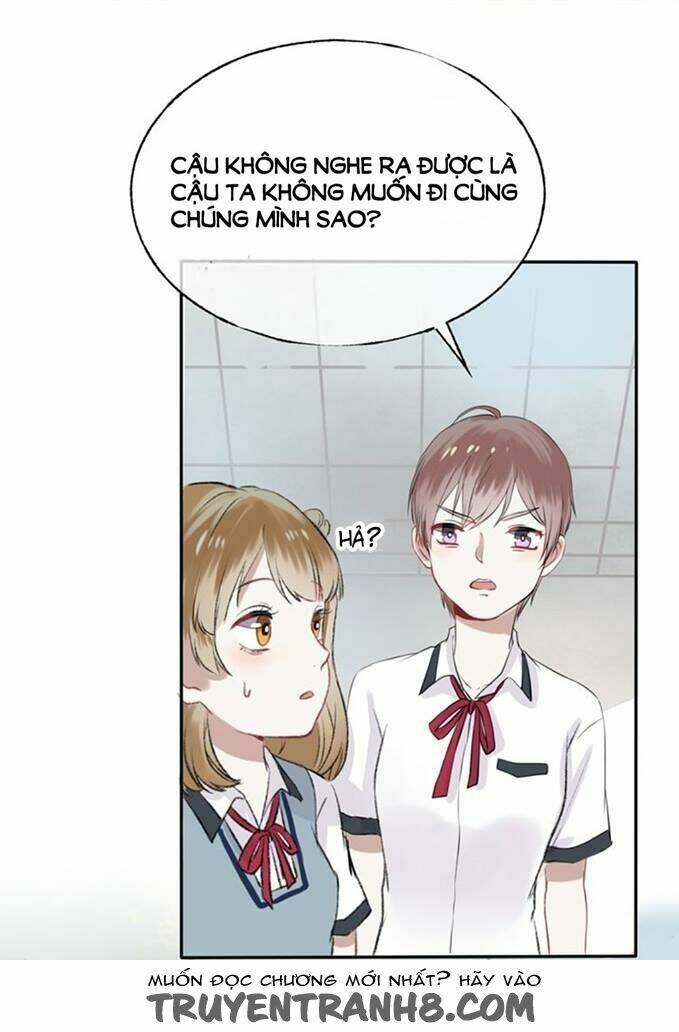 CẬU KHÔNG NGHE RA ĐƯỢC LÀ
CẬU TA KHÔNG MUỐN ĐI CÙNG
CHÚNG MÌNH SAO?
HẢ?
MUỐN ĐỌC CHƯƠNG MỚI NHẤT? HÃY VÀO
TRUYENTRANH8.COM